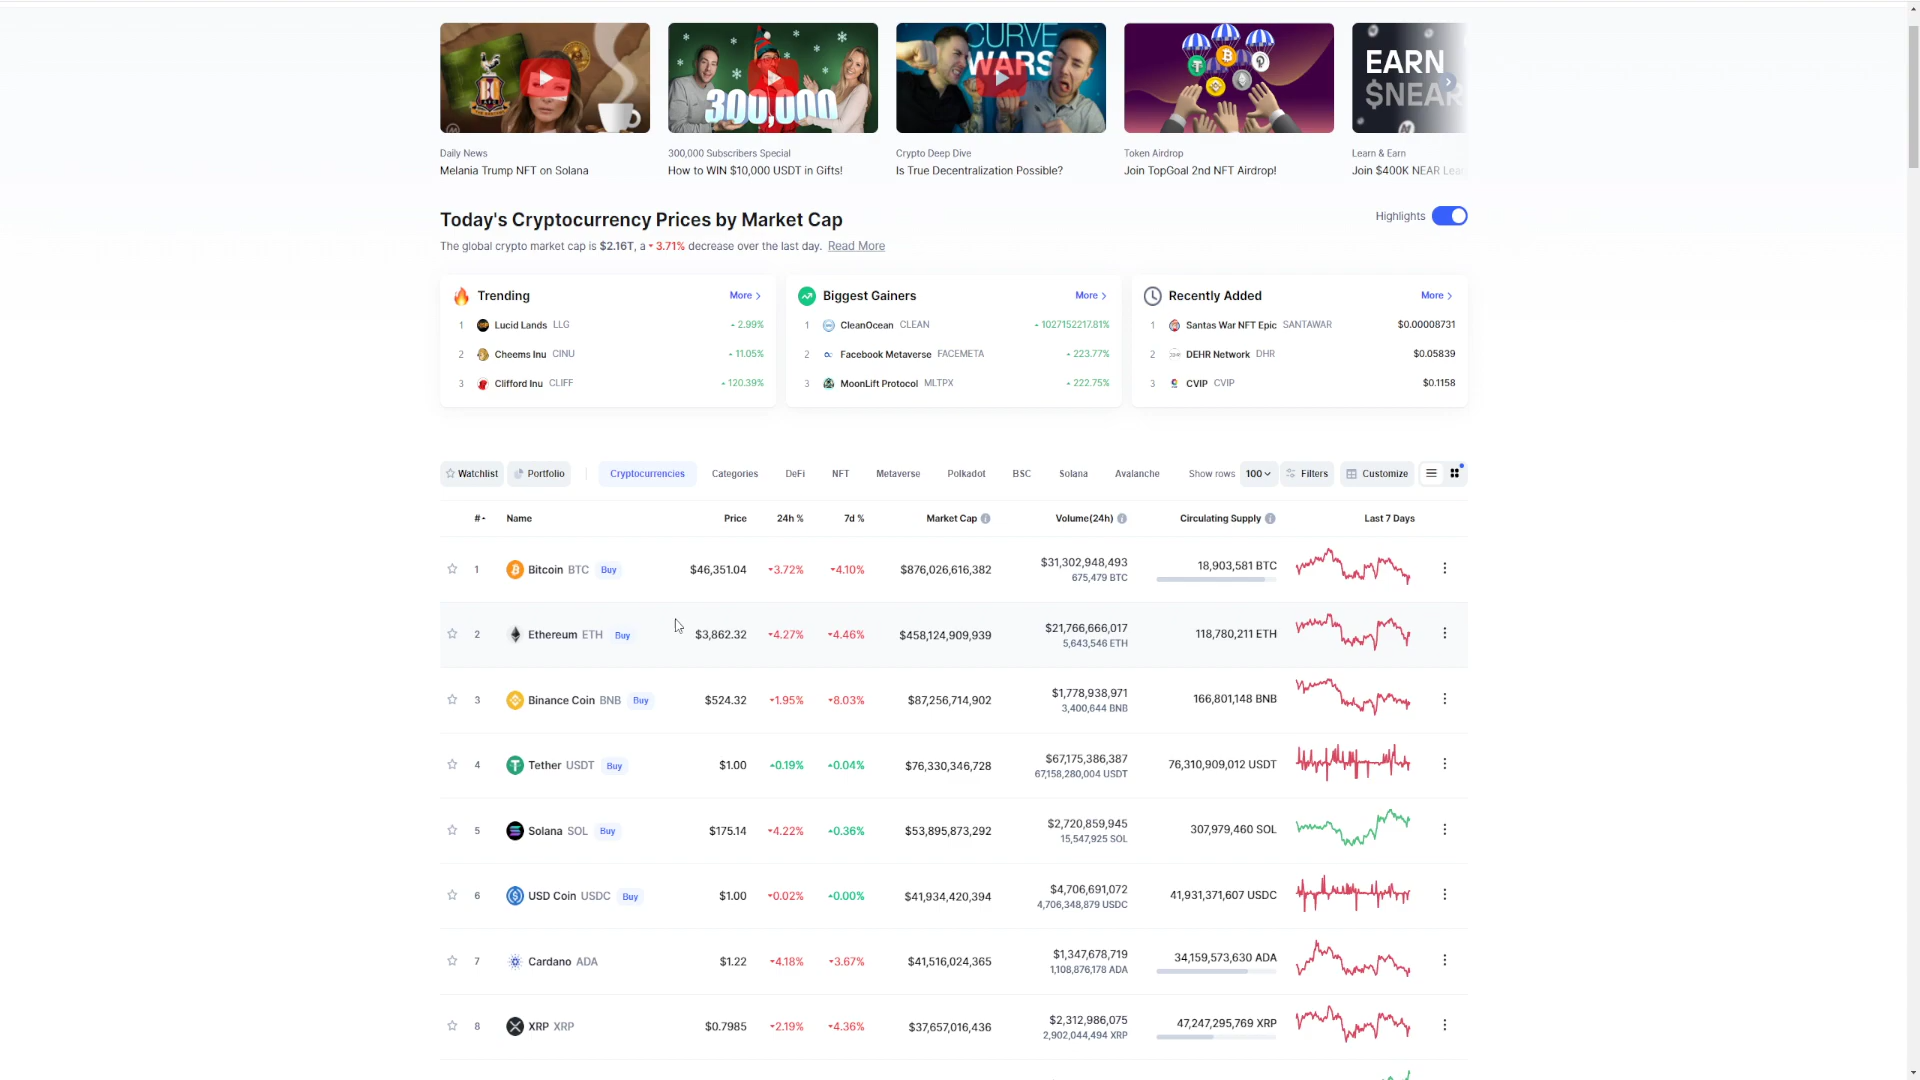 CURVE
WARS
300,000
EARN
$NEAR
Daily News
Melania Trump NFT on Solana
300,000 Subscribers Special
How to WIN $10,000 USDT in Gifts!
Crypto Deep Dive
Is True Decentralization Possible?
Token Airdrop
Join TopGoal 2nd NFT Airdrop!
Learn & Earn
Join $400K NEAR Lea
Today's Cryptocurrency Prices by Market Cap
Highlights
The global crypto market cap is $2.16T, a 3.71% decrease over the last day. Read More
Trending More
1 Lucid Lands LLG 2.99%
2 Cheems Inu CINU 11.05%
3 Clifford Inu CLIFF 120.39%
Biggest Gainers More
1 CleanOcean CLEAN 1027152217.81%
2 Facebook Metaverse FACEMETA 223.77%
3 MoonLift Protocol MLTPX 222.75%
Recently Added More
1 Santas War NFT Epic SANTAWAR $0.00008731
2 DEHR Network DHR $0.05839
3 CVIP CVIP $0.1158
Watchlist Portfolio Cryptocurrencies Categories DeFi NFT Metaverse Polkadot BSC Solana Avalanche Show rows 100 Filters Customize
# Name Price 24h % 7d % Market Cap Volume(24h) Circulating Supply Last 7 Days
1 Bitcoin BTC Buy $46,351.04 3.72% 4.10% $876,026,616,382 $31,302,948,493 18,903,581 BTC
675,479 BTC
2 Ethereum ETH Buy $3,862.32 4.27% 4.46% $458,124,909,939 $21,766,666,017 118,780,211 ETH
5,643,546 ETH
3 Binance Coin BNB Buy $524.32 1.95% 8.03% $87,256,714,902 $1,778,938,971 166,801,148 BNB
3,400,644 BNB
4 Tether USDT Buy $1.00 0.19% 0.04% $76,330,346,728 $67,175,386,387 76,310,909,012 USDT
67,158,280,004 USDT
5 Solana SOL Buy $175.14 4.22% 0.36% $53,895,873,292 $2,720,859,945 307,979,460 SOL
15,547,925 SOL
6 USD Coin USDC Buy $1.00 0.02% 0.00% $41,934,420,394 $4,706,691,072 41,931,371,607 USDC
4,706,348,879 USDC
7 Cardano ADA $1.22 4.18% 3.67% $41,516,024,365 $1,347,678,719 34,159,573,630 ADA
1,108,876,178 ADA
8 XRP XRP $0.7985 2.19% 4.36% $37,657,016,436 $2,312,986,075 47,247,295,769 XRP
2,902,044,494 XRP